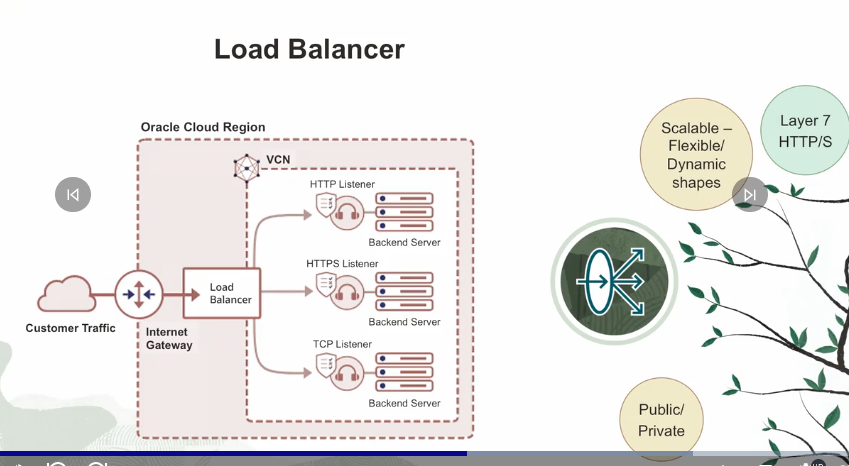 Load Balancer
Oracle Cloud Region
VCN
HTTP Listener
Backend Server
HTTPS Listener
Backend Server
TCP Listener
Backend Server
Load
Balancer
Customer Traffic
Internet
Gateway
Scalable –
Flexible/
Dynamic
shapes
Layer 7
HTTP/S
Public/
Private